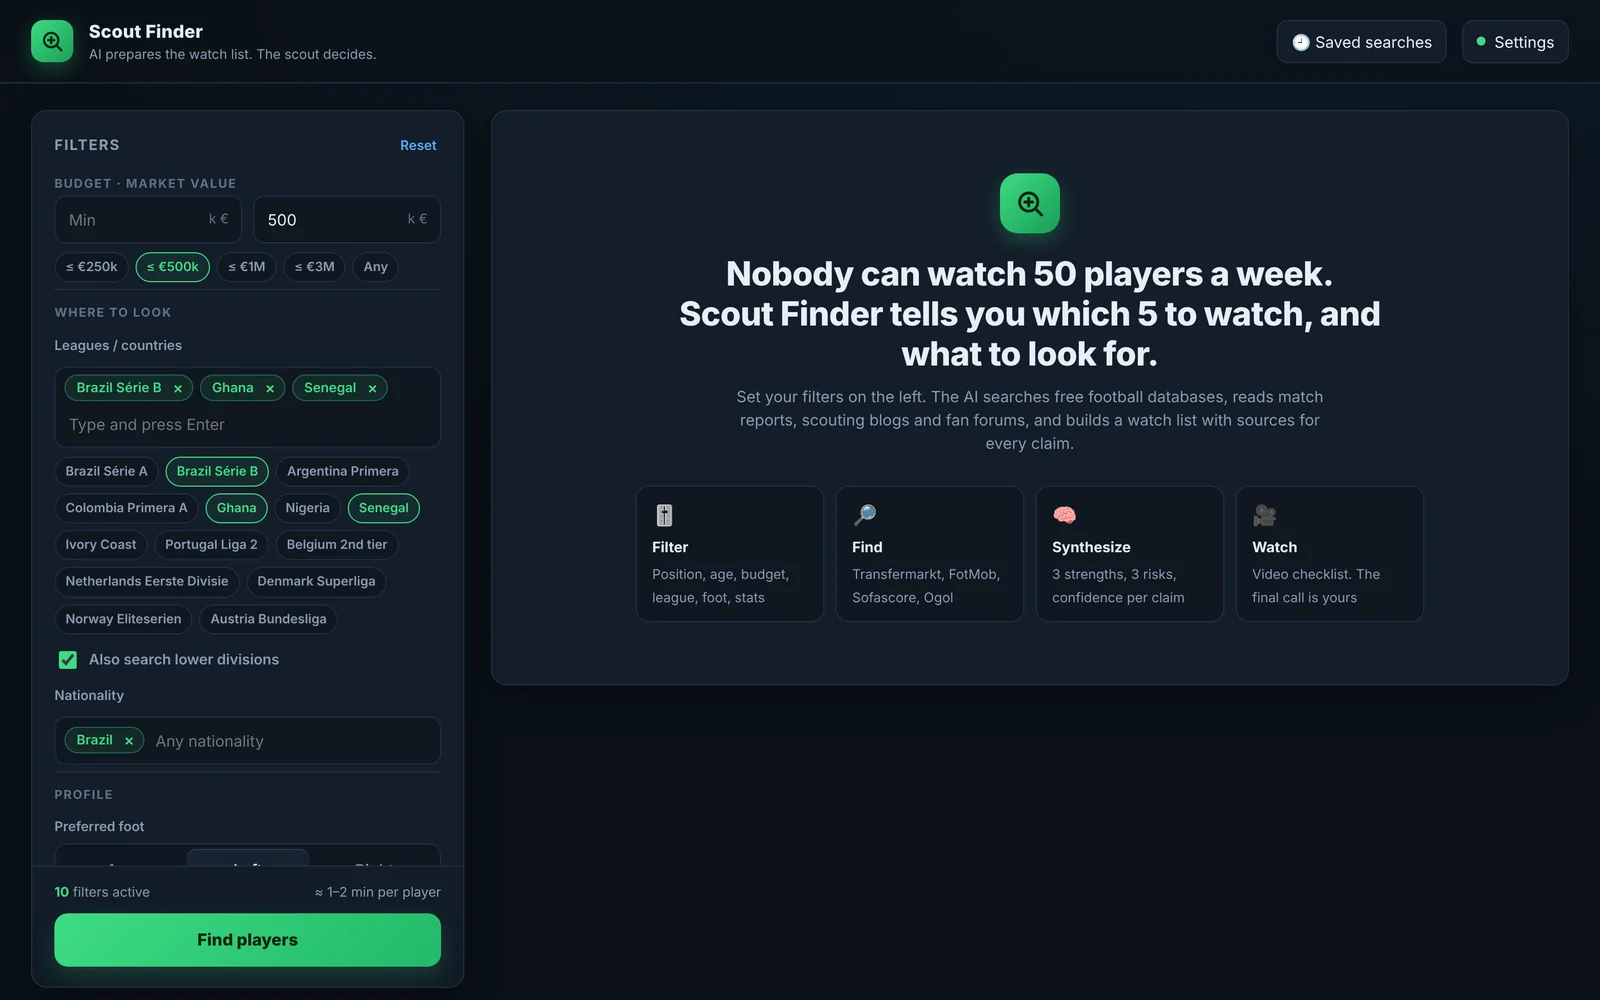 Scout Finder
AI prepares the watch list. The scout decides.
Saved searches
Settings
FILTERS
Reset
BUDGET · MARKET VALUE
Min k €
500 k €
≤ €250k
≤ €500k
≤ €1M
≤ €3M
Any
WHERE TO LOOK
Leagues / countries
Brazil Série B ×
Ghana ×
Senegal ×
Type and press Enter
Brazil Série A
Brazil Série B
Argentina Primera
Colombia Primera A
Ghana
Nigeria
Senegal
Ivory Coast
Portugal Liga 2
Belgium 2nd tier
Netherlands Eerste Divisie
Denmark Superliga
Norway Eliteserien
Austria Bundesliga
Also search lower divisions
Nationality
Brazil ×
Any nationality
PROFILE
Preferred foot
10 filters active
≈ 1–2 min per player
Find players
Nobody can watch 50 players a week.
Scout Finder tells you which 5 to watch, and
what to look for.
Set your filters on the left. The AI searches free football databases, reads match
reports, scouting blogs and fan forums, and builds a watch list with sources for
every claim.
Filter
Position, age, budget,
league, foot, stats
Find
Transfermarkt, FotMob,
Sofascore, Ogol
Synthesize
3 strengths, 3 risks,
confidence per claim
Watch
Video checklist. The
final call is yours